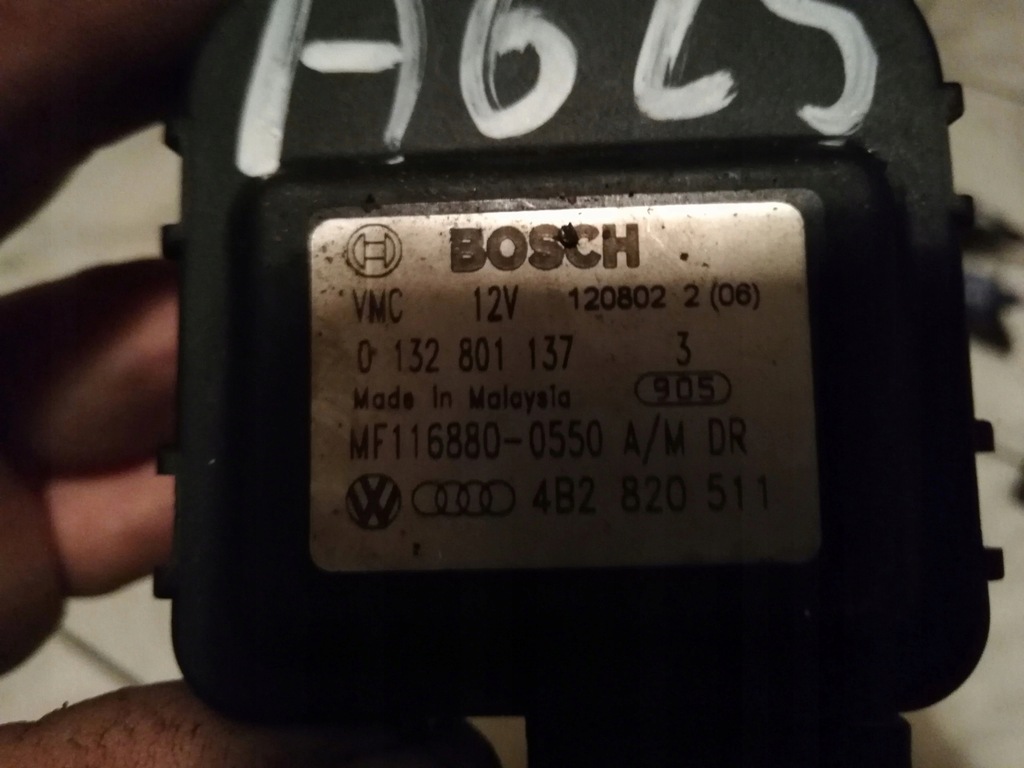 A6C5
BOSCH
VMC 12V 120802 2 (06)
0 132 801 137 3
Made in Malaysia 905
MF116880-0550 A/M DR
VW 4B2 820 511